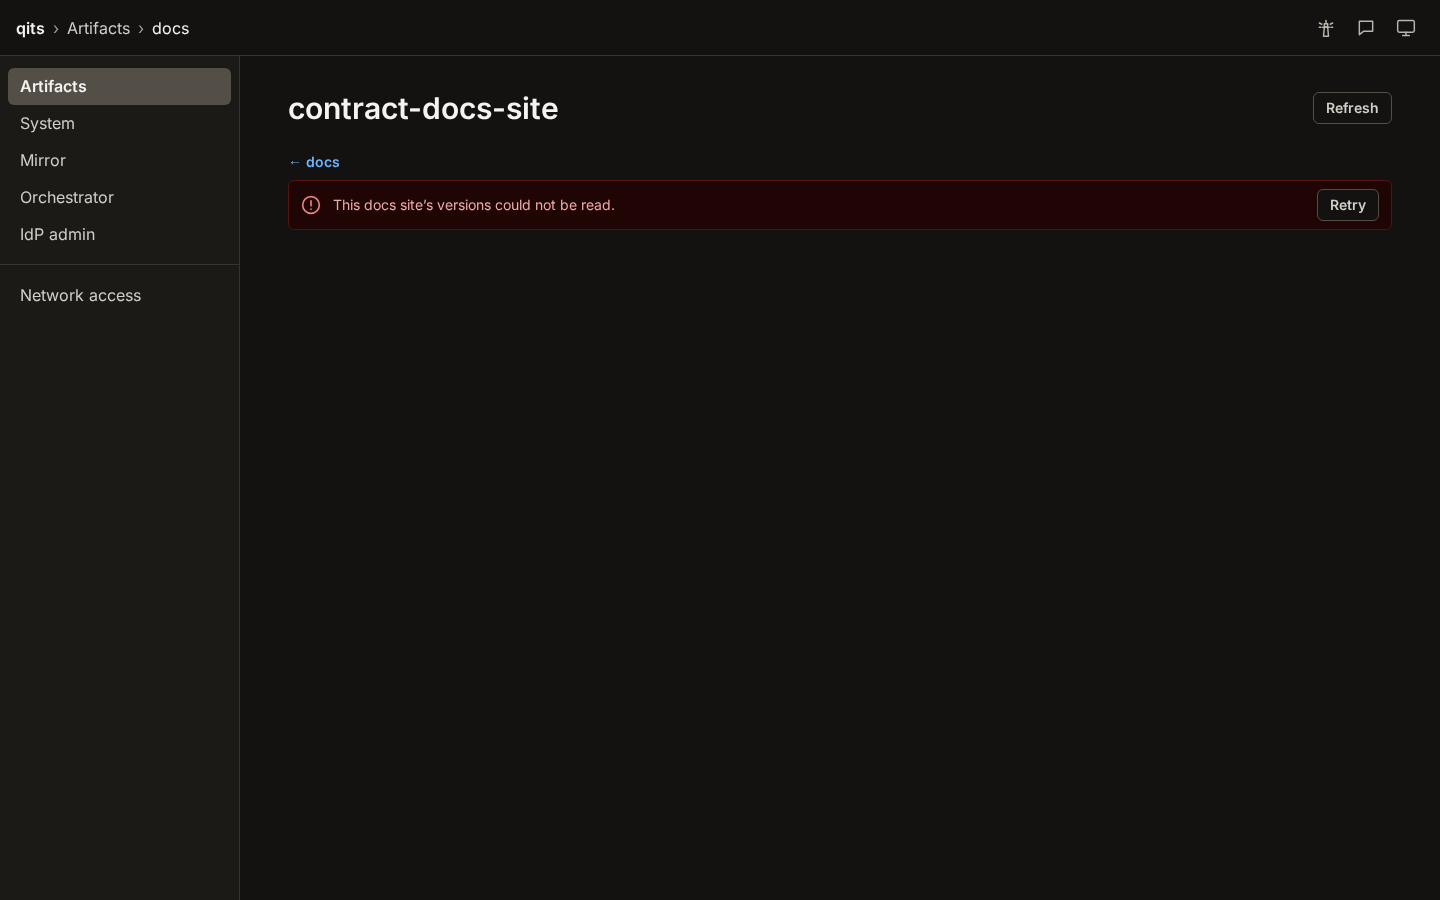 qits › Artifacts › docs
Artifacts
System
Mirror
Orchestrator
IdP admin
Network access
contract-docs-site
Refresh
← docs
This docs site’s versions could not be read.
Retry